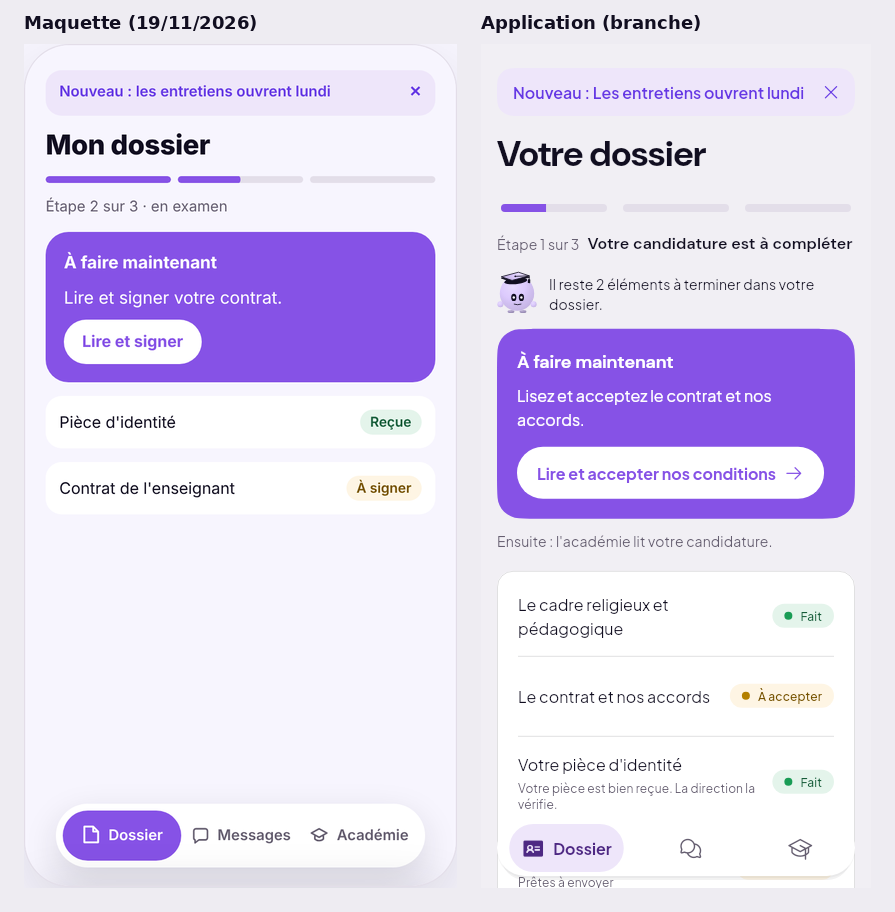 Maquette (19/11/2026)
Nouveau : les entretiens ouvrent lundi
Mon dossier
Étape 2 sur 3 · en examen
À faire maintenant
Lire et signer votre contrat.
Lire et signer
Pièce d'identité
Reçue
Contrat de l'enseignant
À signer
Dossier
Messages
Académie
Application (branche)
Nouveau : Les entretiens ouvrent lundi
Votre dossier
Étape 1 sur 3 Votre candidature est à compléter
Il reste 2 éléments à terminer dans votre
dossier.
À faire maintenant
Lisez et acceptez le contrat et nos
accords.
Lire et accepter nos conditions
Ensuite : l'académie lit votre candidature.
Le cadre religieux et
pédagogique
Fait
Le contrat et nos accords
À accepter
Votre pièce d'identité
Votre pièce est bien reçue. La direction la
vérifie.
Fait
Dossier
Prêtes à envoyer